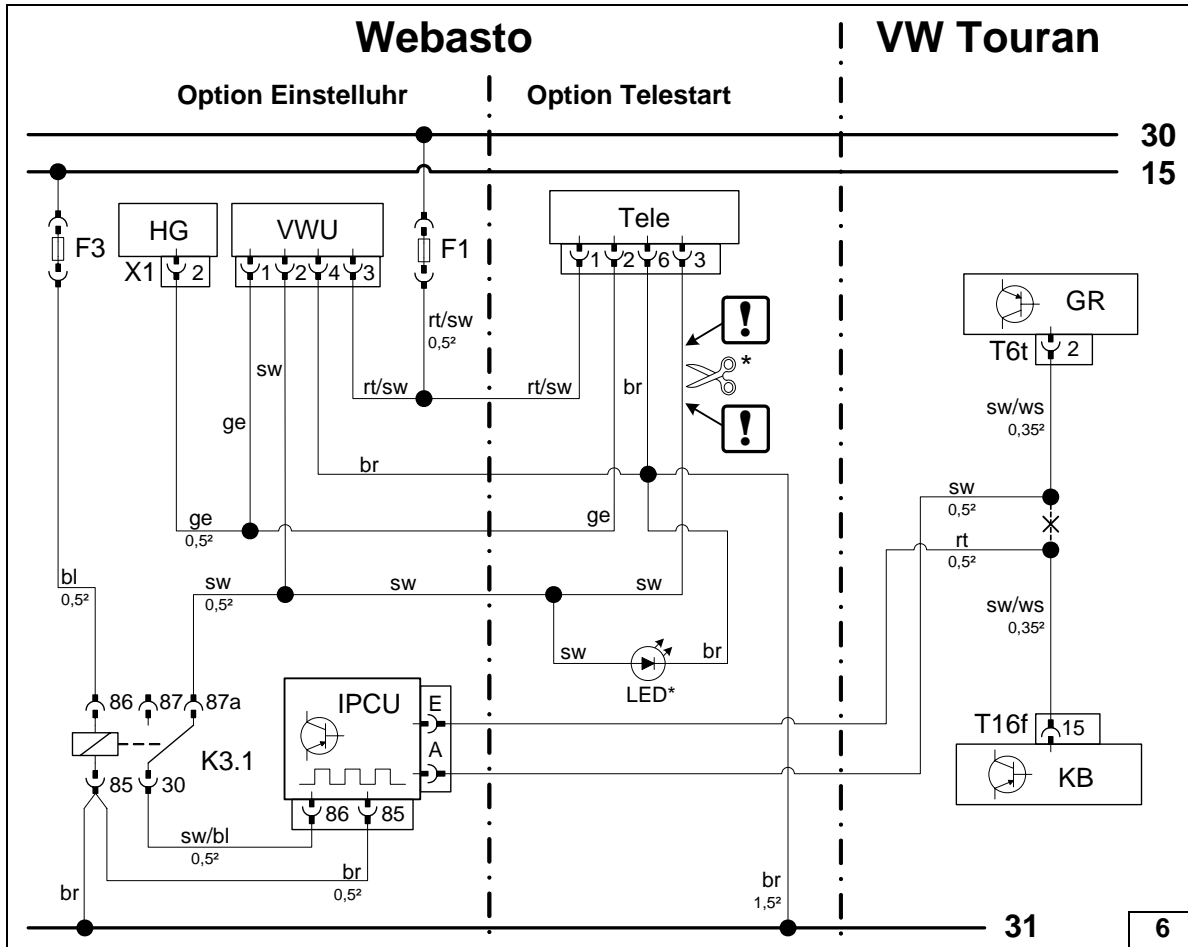 Webasto
VW Touran
Option Einstelluhr
Option Telestart
30
15
HG
VWU
Tele
F3
F1
X1
2
1
2
4
3
1
2
6
3
GR
T6t
2
rt/sw
0,5²
!
*
sw
rt/sw
rt/sw
br
sw/ws
0,35²
ge
!
br
sw
0,5²
ge
0,5²
ge
rt
0,5²
bl
0,5²
sw
0,5²
sw
sw
sw/ws
0,35²
sw
br
LED*
86
87
87a
IPCU
E
A
T16f
15
K3.1
85
30
KB
86
85
sw/bl
0,5²
br
br
0,5²
br
1,5²
31
6